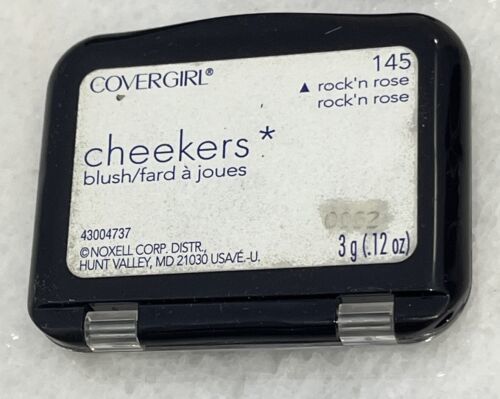 COVERGIRL®
145
▲ rock'n rose
rock'n rose
cheekers *
blush/fard à joues
0062
43004737
© NOXELL CORP. DISTR.,
HUNT VALLEY, MD 21030 USA/É.-U.
3 g (.12 oz)